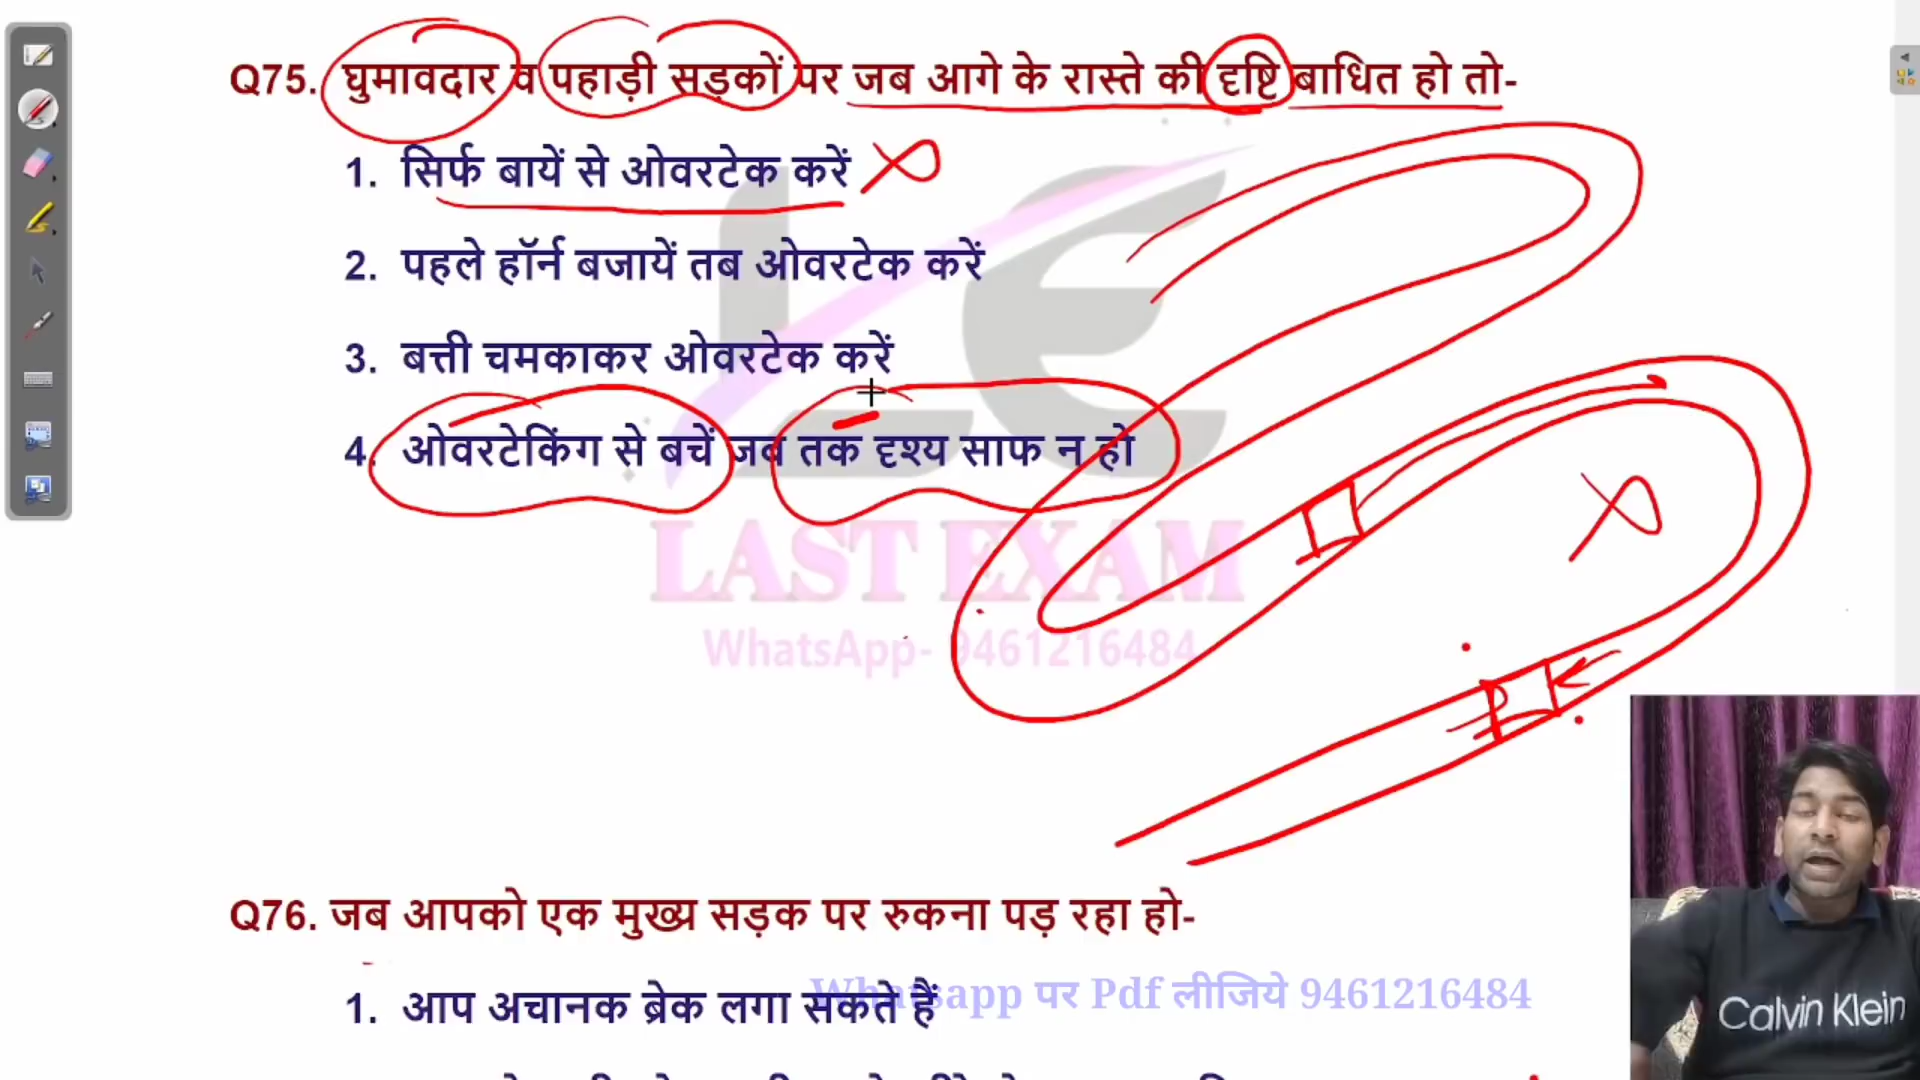 Q75. घुमावदार व पहाड़ी सड़कों पर जब आगे के रास्ते की दृष्टि बाधित हो तो-
1. सिर्फ बायें से ओवरटेक करें
2. पहले हॉर्न बजायें तब ओवरटेक करें
3. बत्ती चमकाकर ओवरटेक करें
4. ओवरटेकिंग से बचें जब तक दृश्य साफ न हो
LE
LAST EXAM
WhatsApp- 9461216484
Q76. जब आपको एक मुख्य सड़क पर रुकना पड़ रहा हो-
1. आप अचानक ब्रेक लगा सकते हैं
Whatsapp पर Pdf लीजिये 9461216484
Calvin Klein